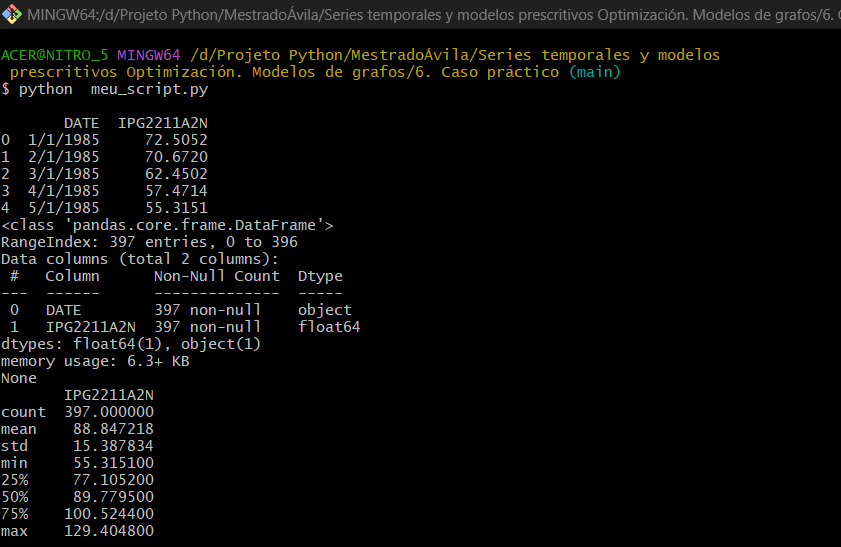 MINGW64:/d/Projeto Python/MestradoÁvila/Series temporales y modelos prescritivos Optimización. Modelos de grafos/6.
ACER@NITRO_5 MINGW64 /d/Projeto Python/MestradoÁvila/Series temporales y modelos
prescritivos Optimización. Modelos de grafos/6. Caso práctico (main)
$ python  meu_script.py
DATE  IPG2211A2N
0  1/1/1985     72.5052
1  2/1/1985     70.6720
2  3/1/1985     62.4502
3  4/1/1985     57.4714
4  5/1/1985     55.3151
<class 'pandas.core.frame.DataFrame'>
RangeIndex: 397 entries, 0 to 396
Data columns (total 2 columns):
#   Column      Non-Null Count  Dtype
---  ------      --------------  -----
0   DATE        397 non-null    object
1   IPG2211A2N  397 non-null    float64
dtypes: float64(1), object(1)
memory usage: 6.3+ KB
None
IPG2211A2N
count  397.000000
mean    88.847218
std     15.387834
min     55.315100
25%     77.105200
50%     89.779500
75%    100.524400
max    129.404800